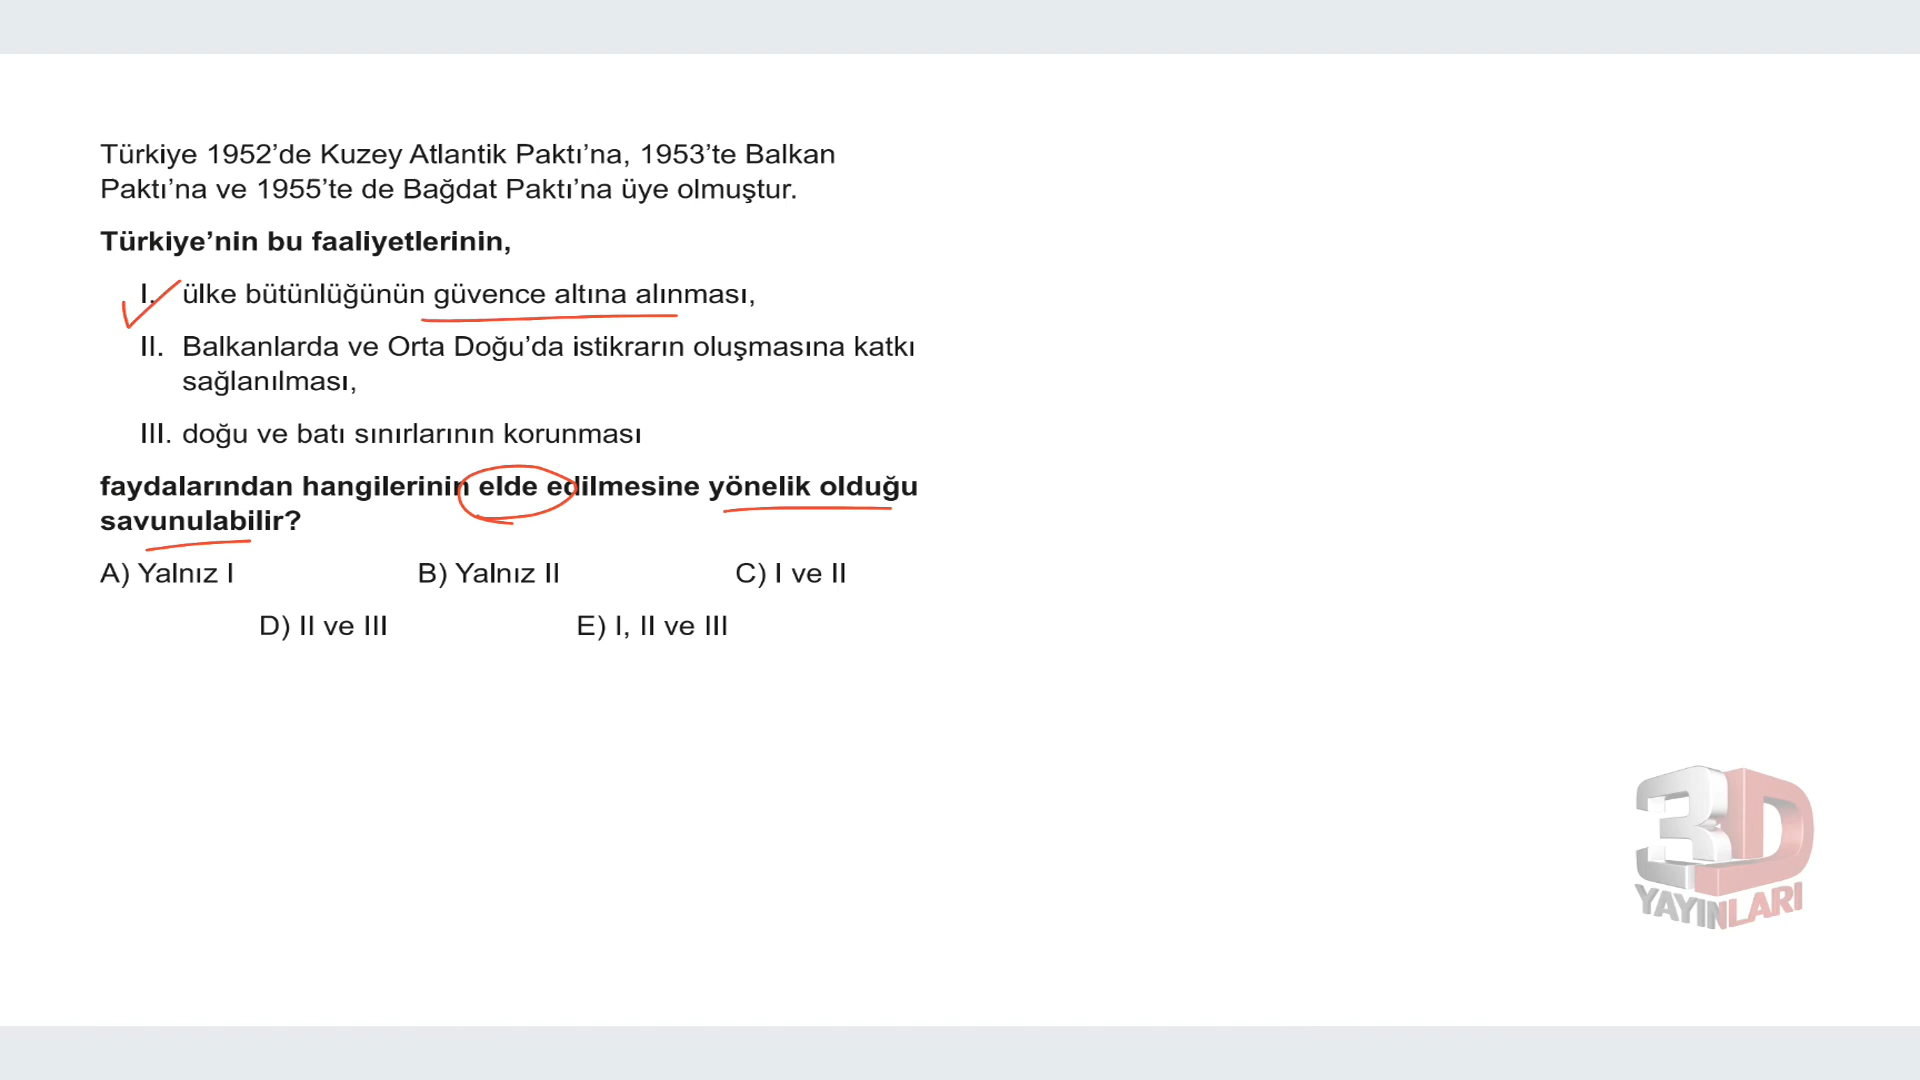 Türkiye 1952’de Kuzey Atlantik Paktı’na, 1953’te Balkan
Paktı’na ve 1955’te de Bağdat Paktı’na üye olmuştur.
Türkiye’nin bu faaliyetlerinin,
I. ülke bütünlüğünün güvence altına alınması,
II. Balkanlarda ve Orta Doğu’da istikrarın oluşmasına katkı
sağlanılması,
III. doğu ve batı sınırlarının korunması
faydalarından hangilerinin elde edilmesine yönelik olduğu
savunulabilir?
A) Yalnız I B) Yalnız II C) I ve II
D) II ve III E) I, II ve III
3D
YAYINLARI